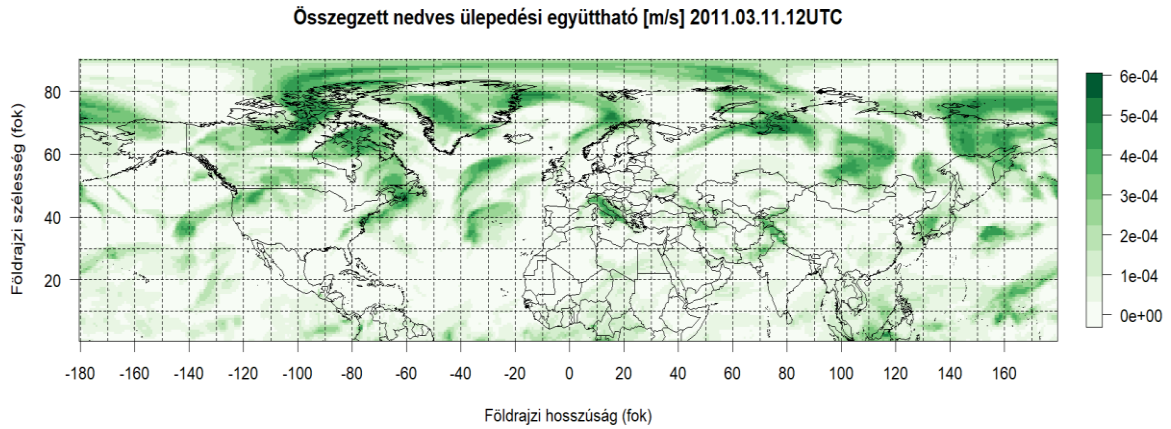 Összegzett nedves ülepedési együttható [m/s] 2011.03.11.12UTC
Földrajzi szélesség (fok)
80
60
40
20
6e-04
5e-04
4e-04
3e-04
2e-04
1e-04
0e+00
-180 -160 -140 -120 -100 -80 -60 -40 -20 0 20 40 60 80 100 120 140 160
Földrajzi hosszúság (fok)